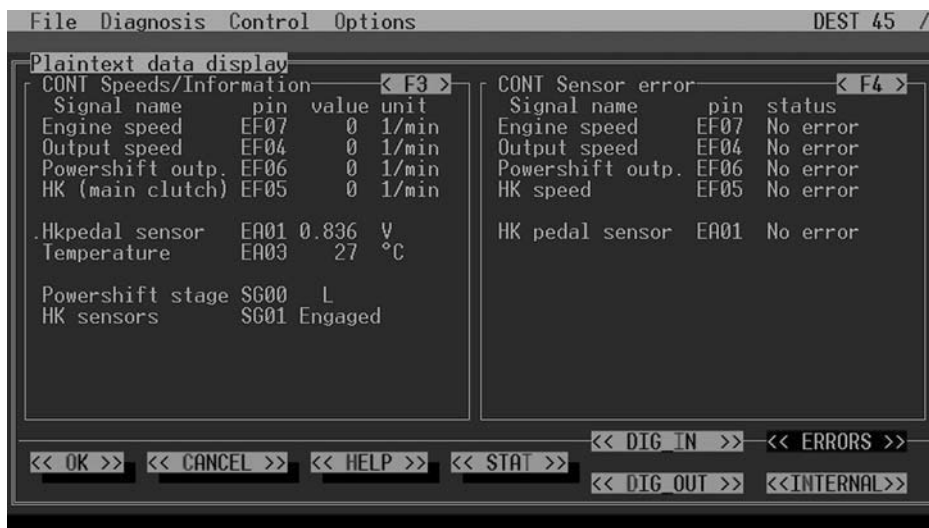 File Diagnosis Control Options DEST 45 /
Plaintext data display
CONT Speeds/Information < F3 >
Signal name pin value unit
Engine speed EF07 0 1/min
Output speed EF04 0 1/min
Powershift outp. EF06 0 1/min
HK (main clutch) EF05 0 1/min
.Hkpedal sensor EA01 0.836 V
Temperature EA03 27 °C
Powershift stage SG00 L
HK sensors SG01 Engaged
CONT Sensor error < F4 >
Signal name pin status
Engine speed EF07 No error
Output speed EF04 No error
Powershift outp. EF06 No error
HK speed EF05 No error
HK pedal sensor EA01 No error
<< DIG_IN >> << ERRORS >>
<< OK >> << CANCEL >> << HELP >> << STAT >>
<< DIG_OUT >> <<INTERNAL>>